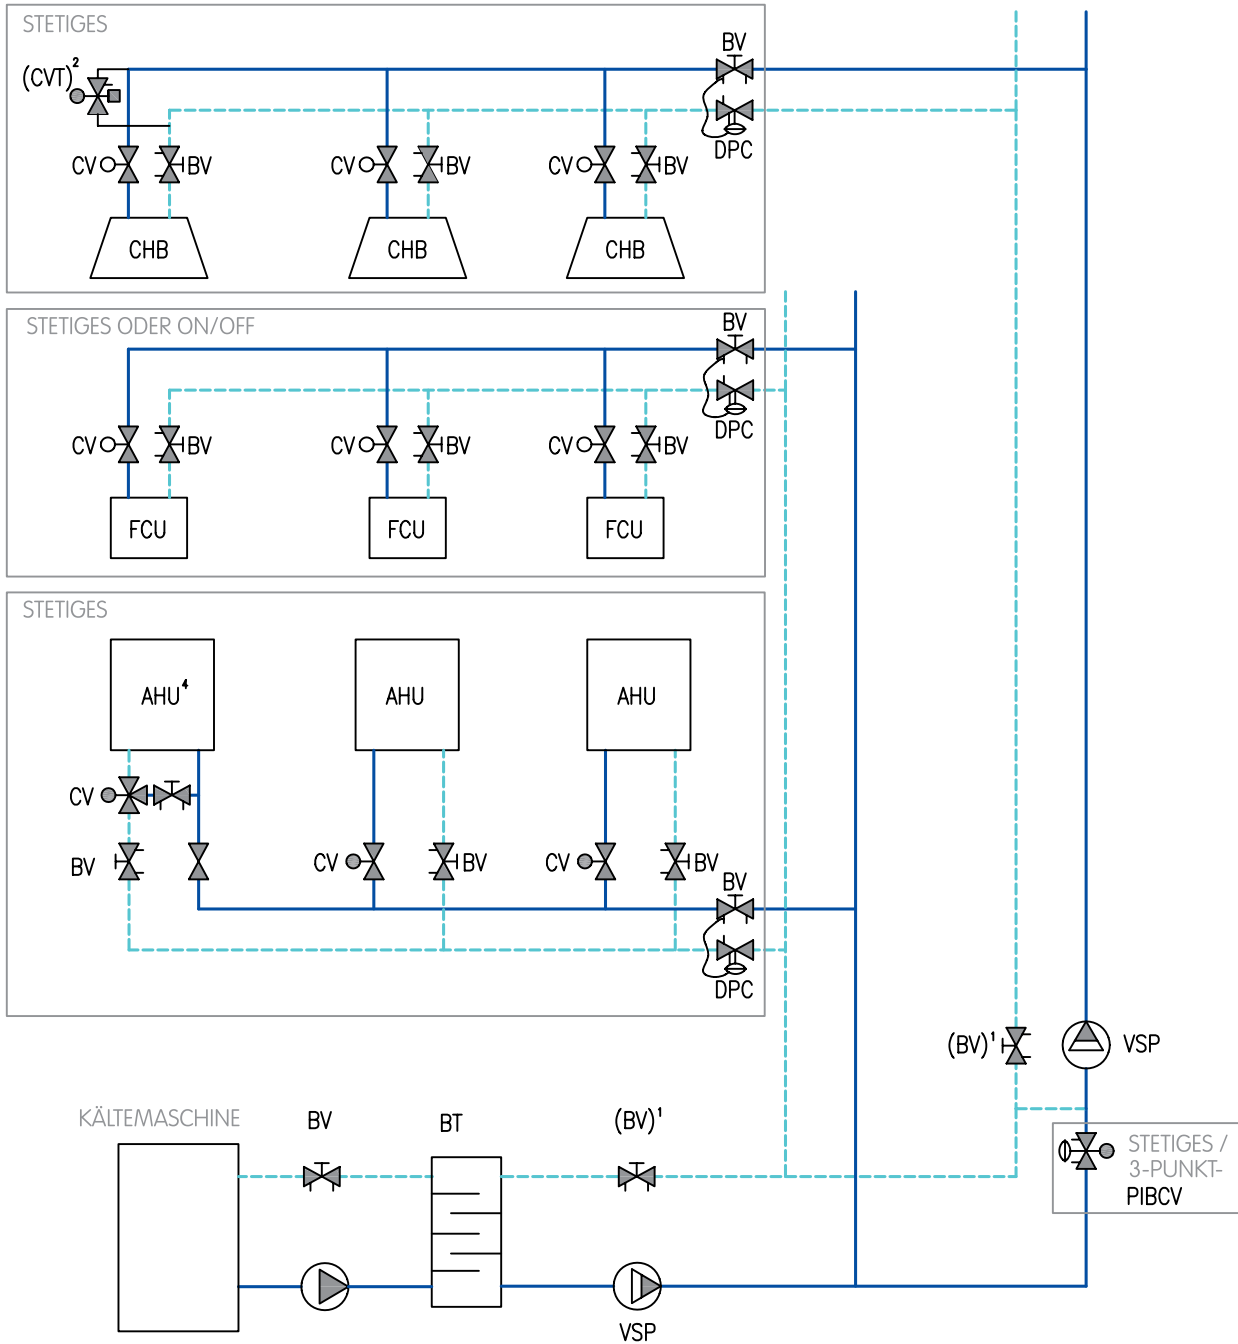 STETIGES
BV
(CVT)²
DPC
CV BV CV BV CV BV
CHB CHB CHB
STETIGES ODER ON/OFF
BV
DPC
CV BV CV BV CV BV
FCU FCU FCU
STETIGES
AHU⁴ AHU AHU
CV
BV CV BV CV BV
BV
DPC
(BV)¹ VSP
KÄLTEMASCHINE BV BT (BV)¹
STETIGES /
3-PUNKT-
PIBCV
VSP